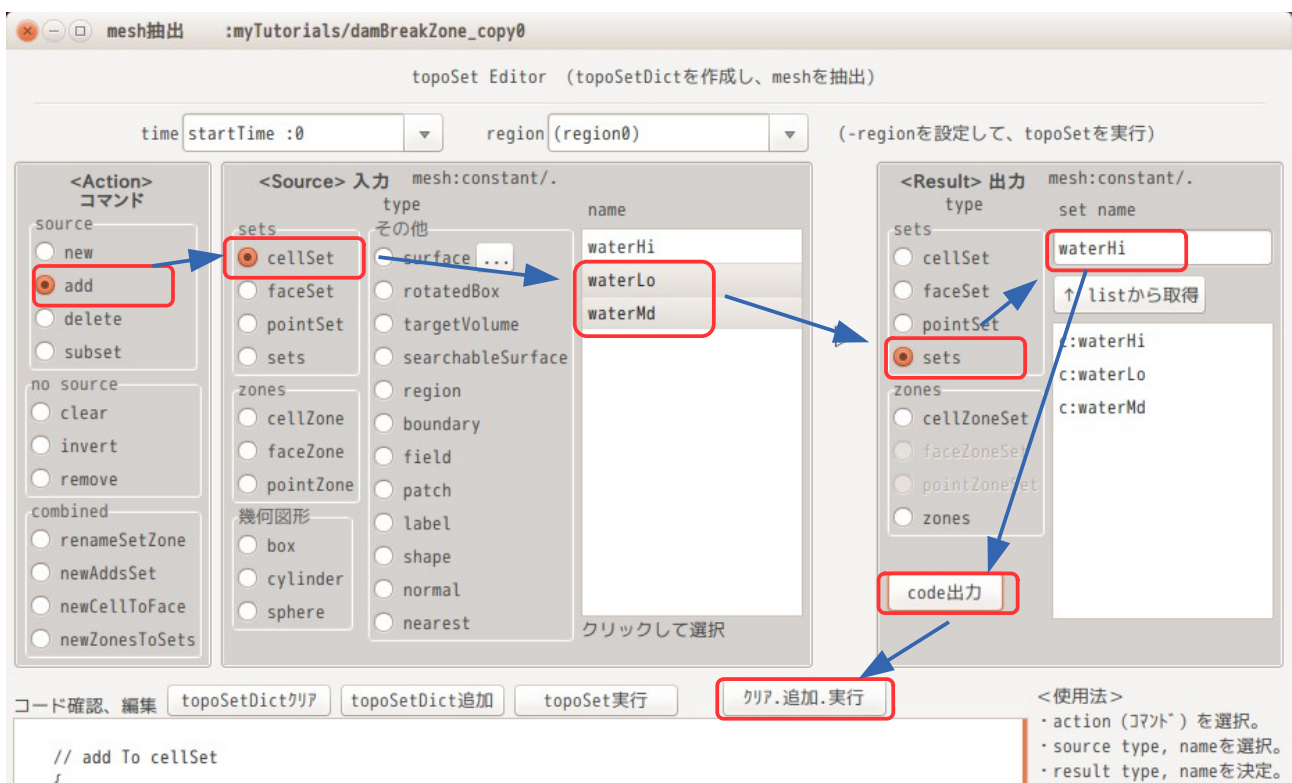 mesh抽出 :myTutorials/damBreakZone_copy0
topoSet Editor (topoSetDictを作成し、meshを抽出)
time startTime :0 region (region0) (-regionを設定して、topoSetを実行)
<Action>
コマンド
source
new
add
delete
subset
no source
clear
invert
remove
combined
renameSetZone
newAddsSet
newCellToFace
newZonesToSets
<Source> 入力 mesh:constant/.
type
sets
cellSet
faceSet
pointSet
sets
zones
cellZone
faceZone
pointZone
幾何図形
box
cylinder
sphere
その他
surface ...
rotatedBox
targetVolume
searchableSurface
region
boundary
field
patch
label
shape
normal
nearest
name
waterHi
waterLo
waterMd
クリックして選択
<Result> 出力 mesh:constant/.
type
sets
cellSet
faceSet
pointSet
sets
zones
cellZoneSet
faceZoneSet
pointZoneSet
zones
code出力
set name
waterHi
↑ listから取得
c:waterHi
c:waterLo
c:waterMd
コード確認、編集 topoSetDictクリア topoSetDict追加 topoSet実行 クリア.追加.実行
// add To cellSet
{
<使用法>
・action (コマンド) を選択。
・source type, nameを選択。
・result type, nameを決定。